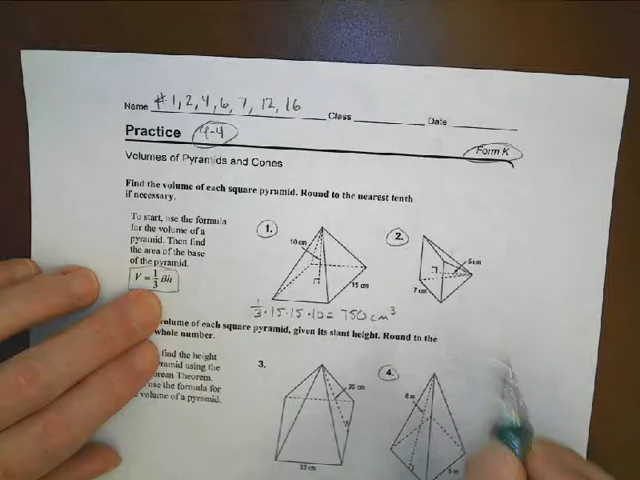 Name #1,2,4,6,7,12,16 Class Date
Practice 4-4 Form K
Volumes of Pyramids and Cones
Find the volume of each square pyramid. Round to the nearest tenth
if necessary.
To start, use the formula
for the volume of a
pyramid. Then find
the area of the base
of the pyramid.
V = 1/3 Bh
1.
10 cm
15 cm
1/3 · 15 · 15 · 10 = 750 cm³
2.
6 cm
7 cm
volume of each square pyramid, given its slant height. Round to the
whole number.
find the height
using the
Theorem.
use the formula for
volume of a pyramid.
3.
4.